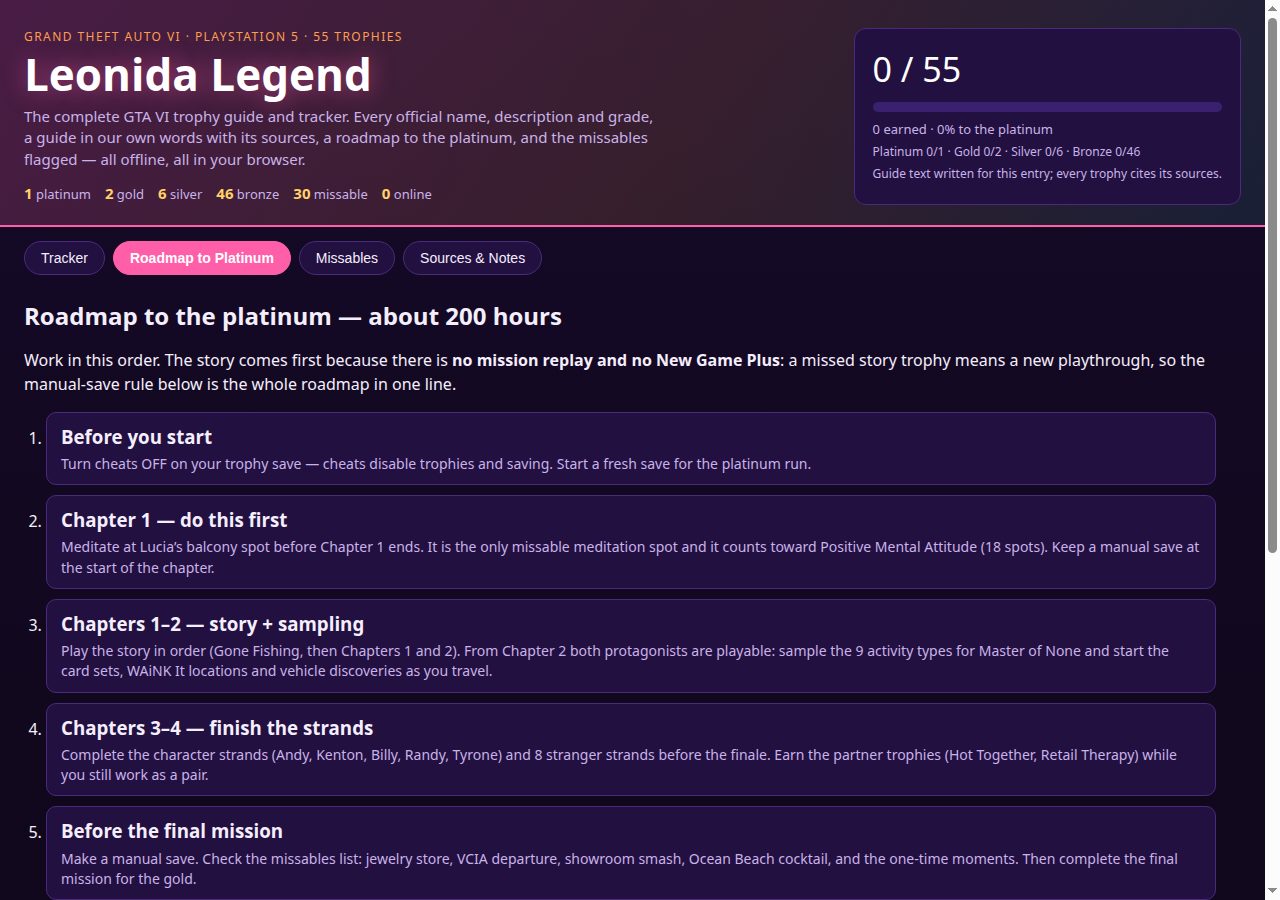 GRAND THEFT AUTO VI · PLAYSTATION 5 · 55 TROPHIES
Leonida Legend
The complete GTA VI trophy guide and tracker. Every official name, description and grade,
a guide in our own words with its sources, a roadmap to the platinum, and the missables
flagged — all offline, all in your browser.
1 platinum 2 gold 6 silver 46 bronze 30 missable 0 online
0 / 55
0 earned · 0% to the platinum
Platinum 0/1 · Gold 0/2 · Silver 0/6 · Bronze 0/46
Guide text written for this entry; every trophy cites its sources.
Tracker Roadmap to Platinum Missables Sources & Notes
Roadmap to the platinum — about 200 hours
Work in this order. The story comes first because there is no mission replay and no New Game Plus: a missed story trophy means a new playthrough, so the
manual-save rule below is the whole roadmap in one line.
1. Before you start
Turn cheats OFF on your trophy save — cheats disable trophies and saving. Start a fresh save for the platinum run.
2. Chapter 1 — do this first
Meditate at Lucia’s balcony spot before Chapter 1 ends. It is the only missable meditation spot and it counts toward Positive Mental Attitude (18 spots). Keep a manual save at
the start of the chapter.
3. Chapters 1–2 — story + sampling
Play the story in order (Gone Fishing, then Chapters 1 and 2). From Chapter 2 both protagonists are playable: sample the 9 activity types for Master of None and start the
card sets, WAiNK It locations and vehicle discoveries as you travel.
4. Chapters 3–4 — finish the strands
Complete the character strands (Andy, Kenton, Billy, Randy, Tyrone) and 8 stranger strands before the finale. Earn the partner trophies (Hot Together, Retail Therapy) while
you still work as a pair.
5. Before the final mission
Make a manual save. Check the missables list: jewelry store, VCIA departure, showroom smash, Ocean Beach cocktail, and the one-time moments. Then complete the final
mission for the gold.